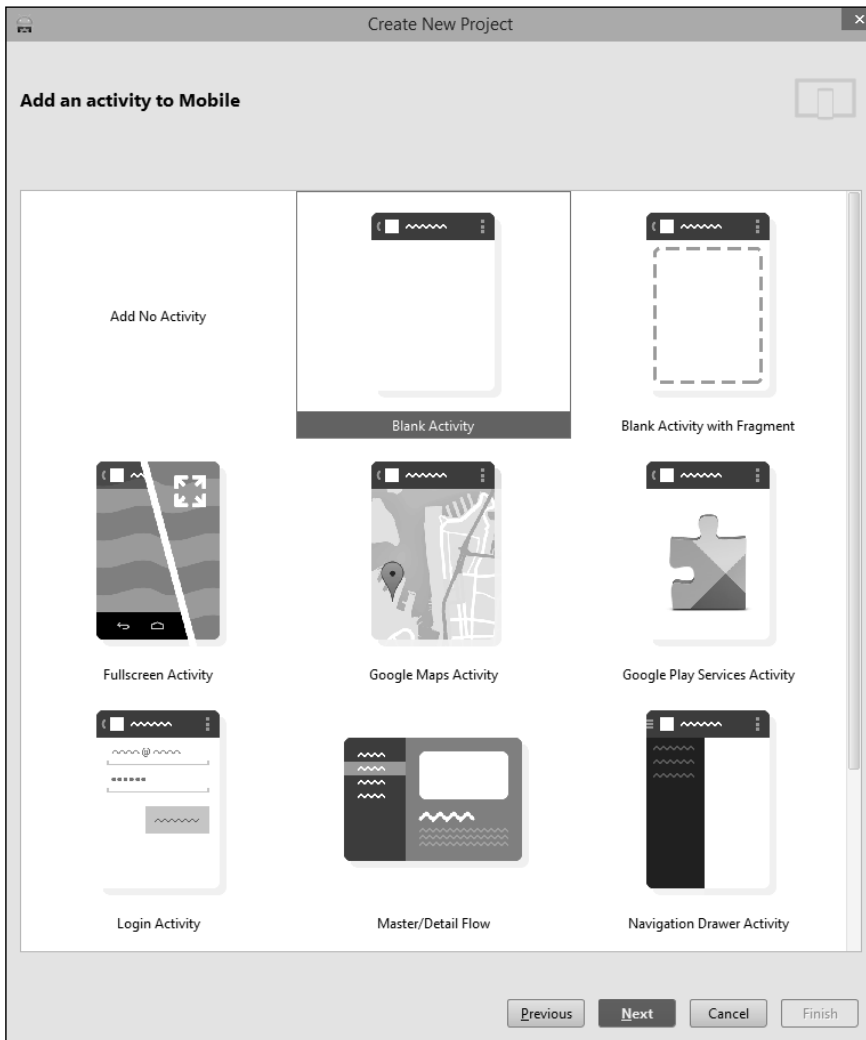 Create New Project
Add an activity to Mobile
Add No Activity
Blank Activity
Blank Activity with Fragment
Fullscreen Activity
Google Maps Activity
Google Play Services Activity
Login Activity
Master/Detail Flow
Navigation Drawer Activity
Previous
Next
Cancel
Finish